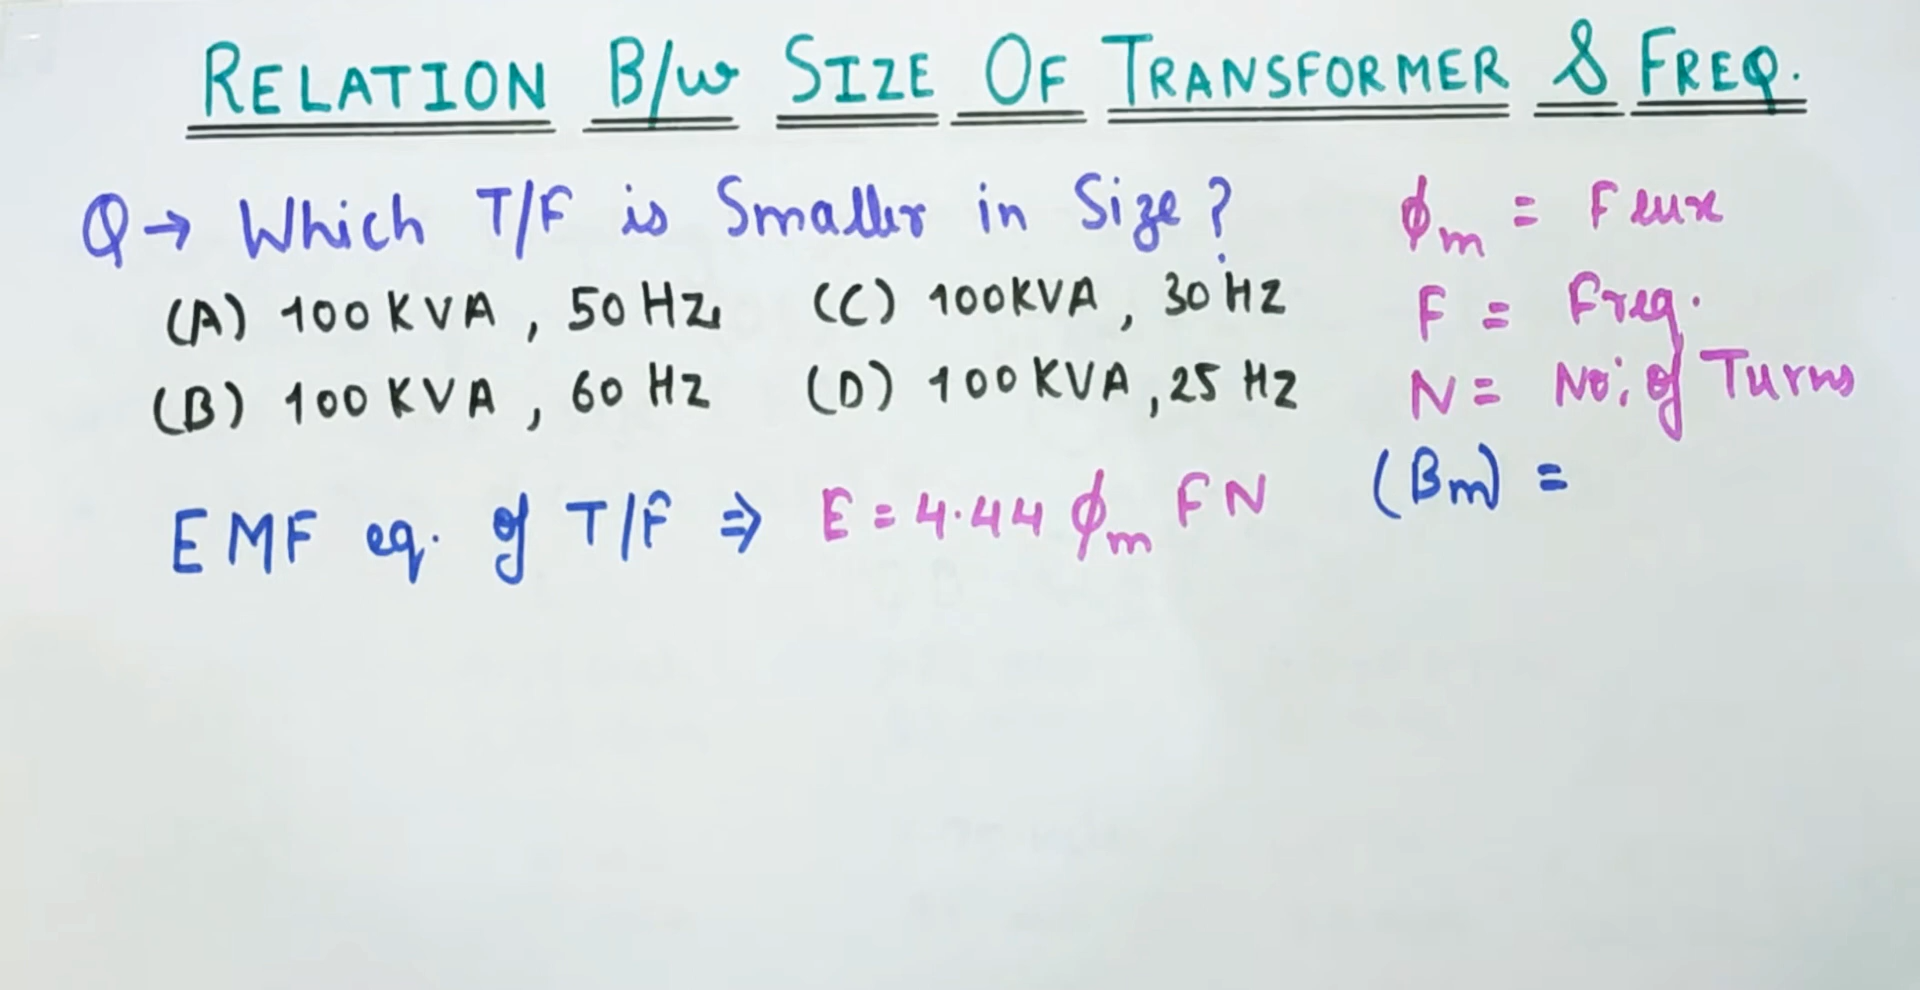 RELATION B/w SIZE OF TRANSFORMER & FREQ.
Q → Which T/F is Smaller in Size?
(A) 100 KVA, 50 Hz
(C) 100KVA, 30 HZ
(B) 100 KVA, 60 HZ
(D) 100 KVA, 25 HZ
EMF eq. of T/F ⇒ E = 4.44 ϕm F N
ϕm = Flux
F = Freq.
N = No; of Turns
(Bm) =